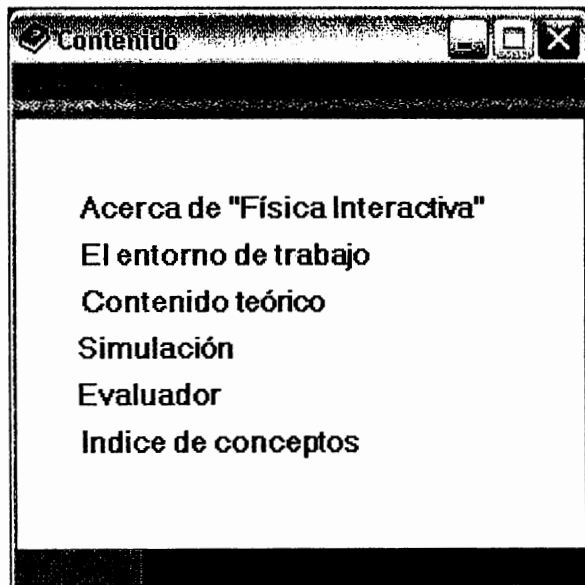 Contenido
Acerca de "Física Interactiva"
El entorno de trabajo
Contenido teórico
Simulación
Evaluador
Indice de conceptos